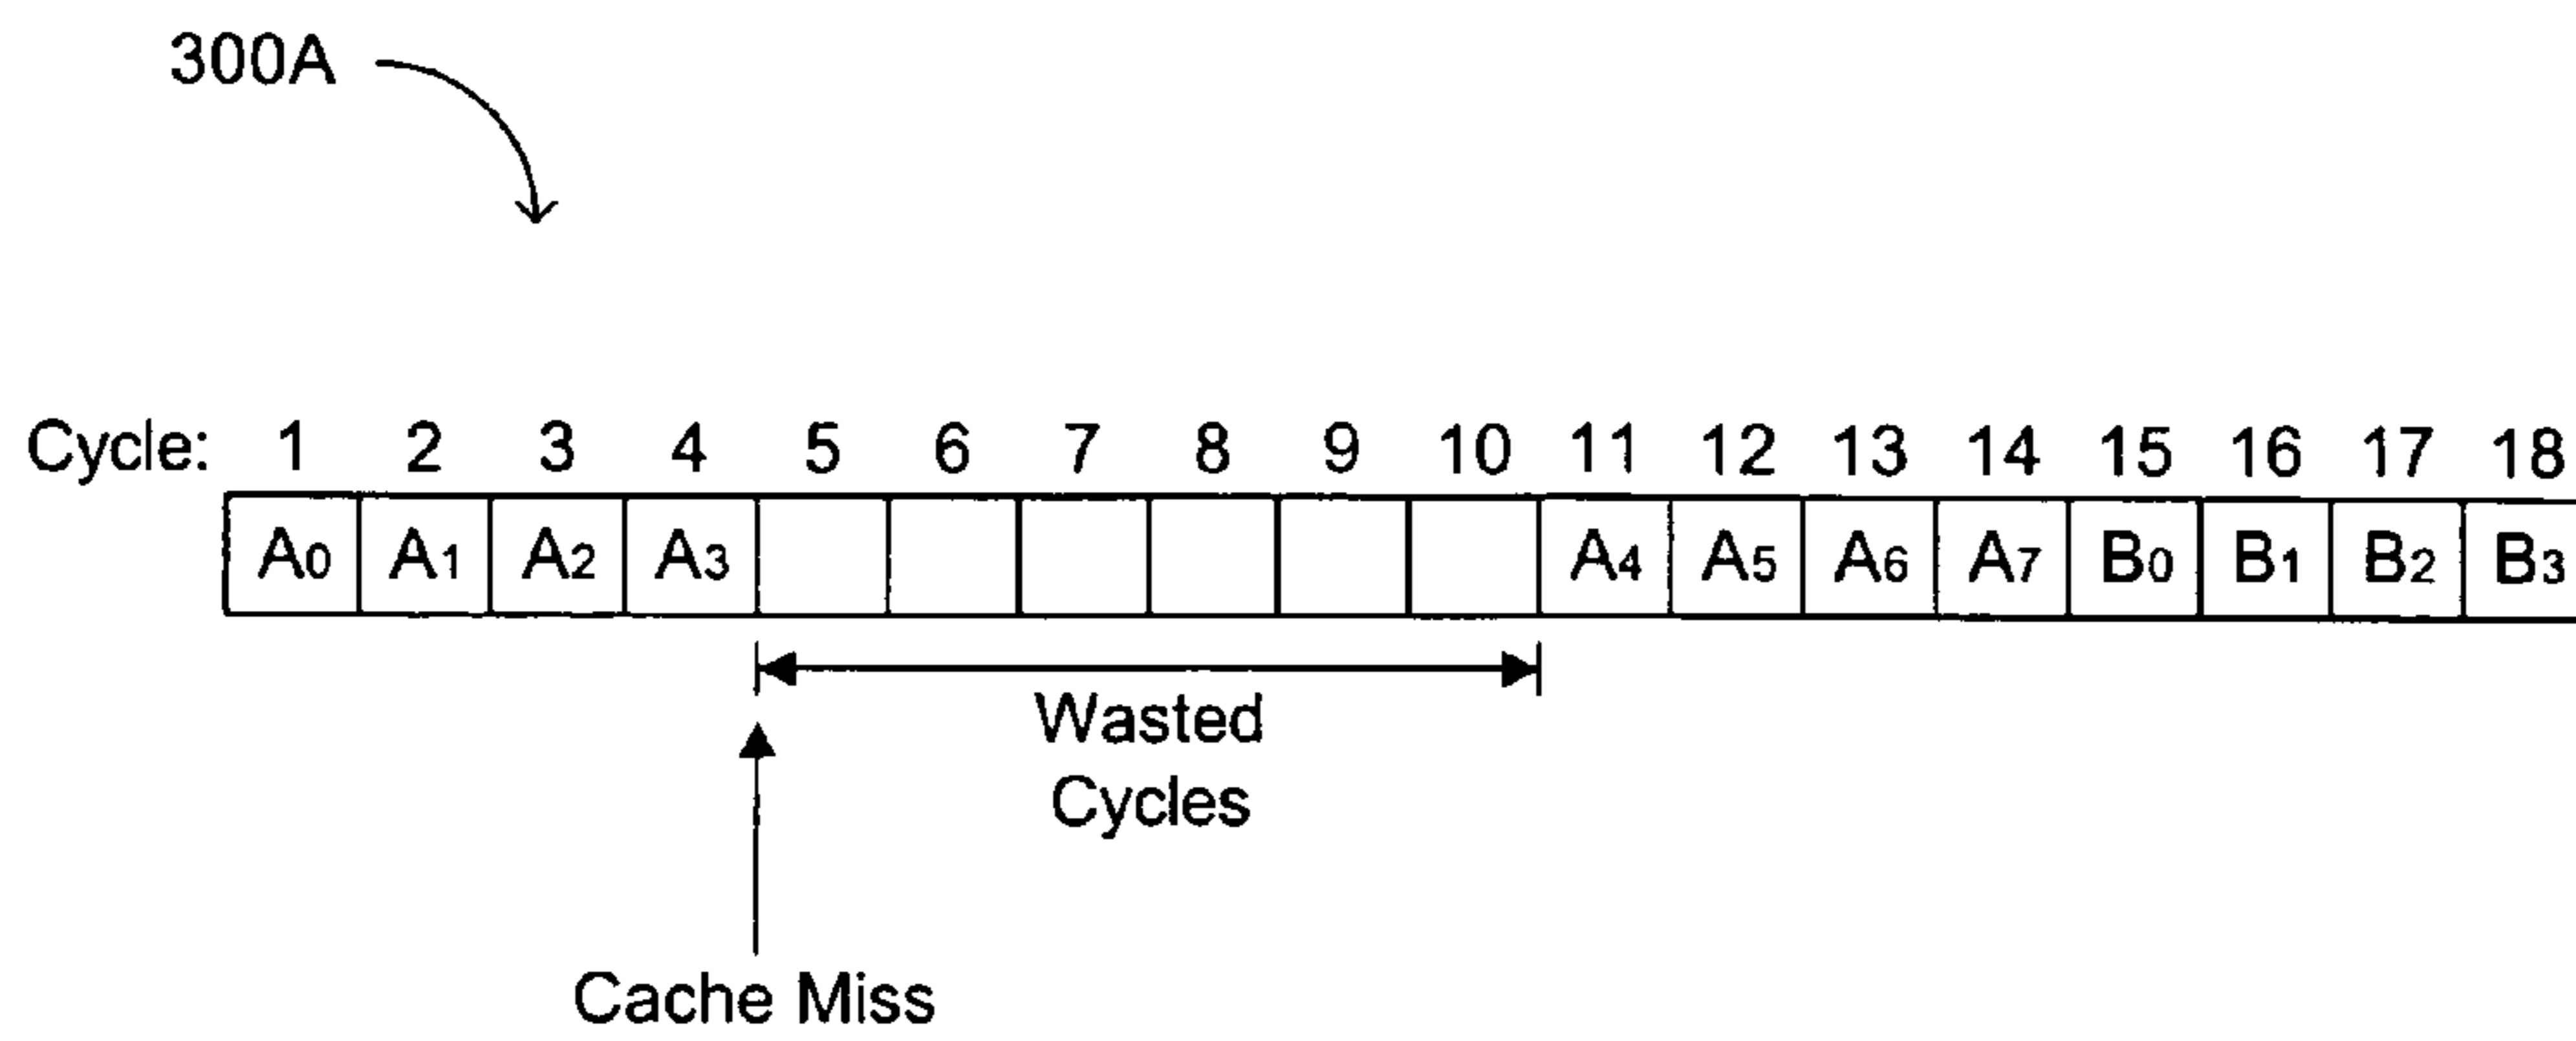 300A
Cycle: 1 2 3 4 5 6 7 8 9 10 11 12 13 14 15 16 17 18
A0 A1 A2 A3 A4 A5 A6 A7 B0 B1 B2 B3
Wasted
Cycles
Cache Miss